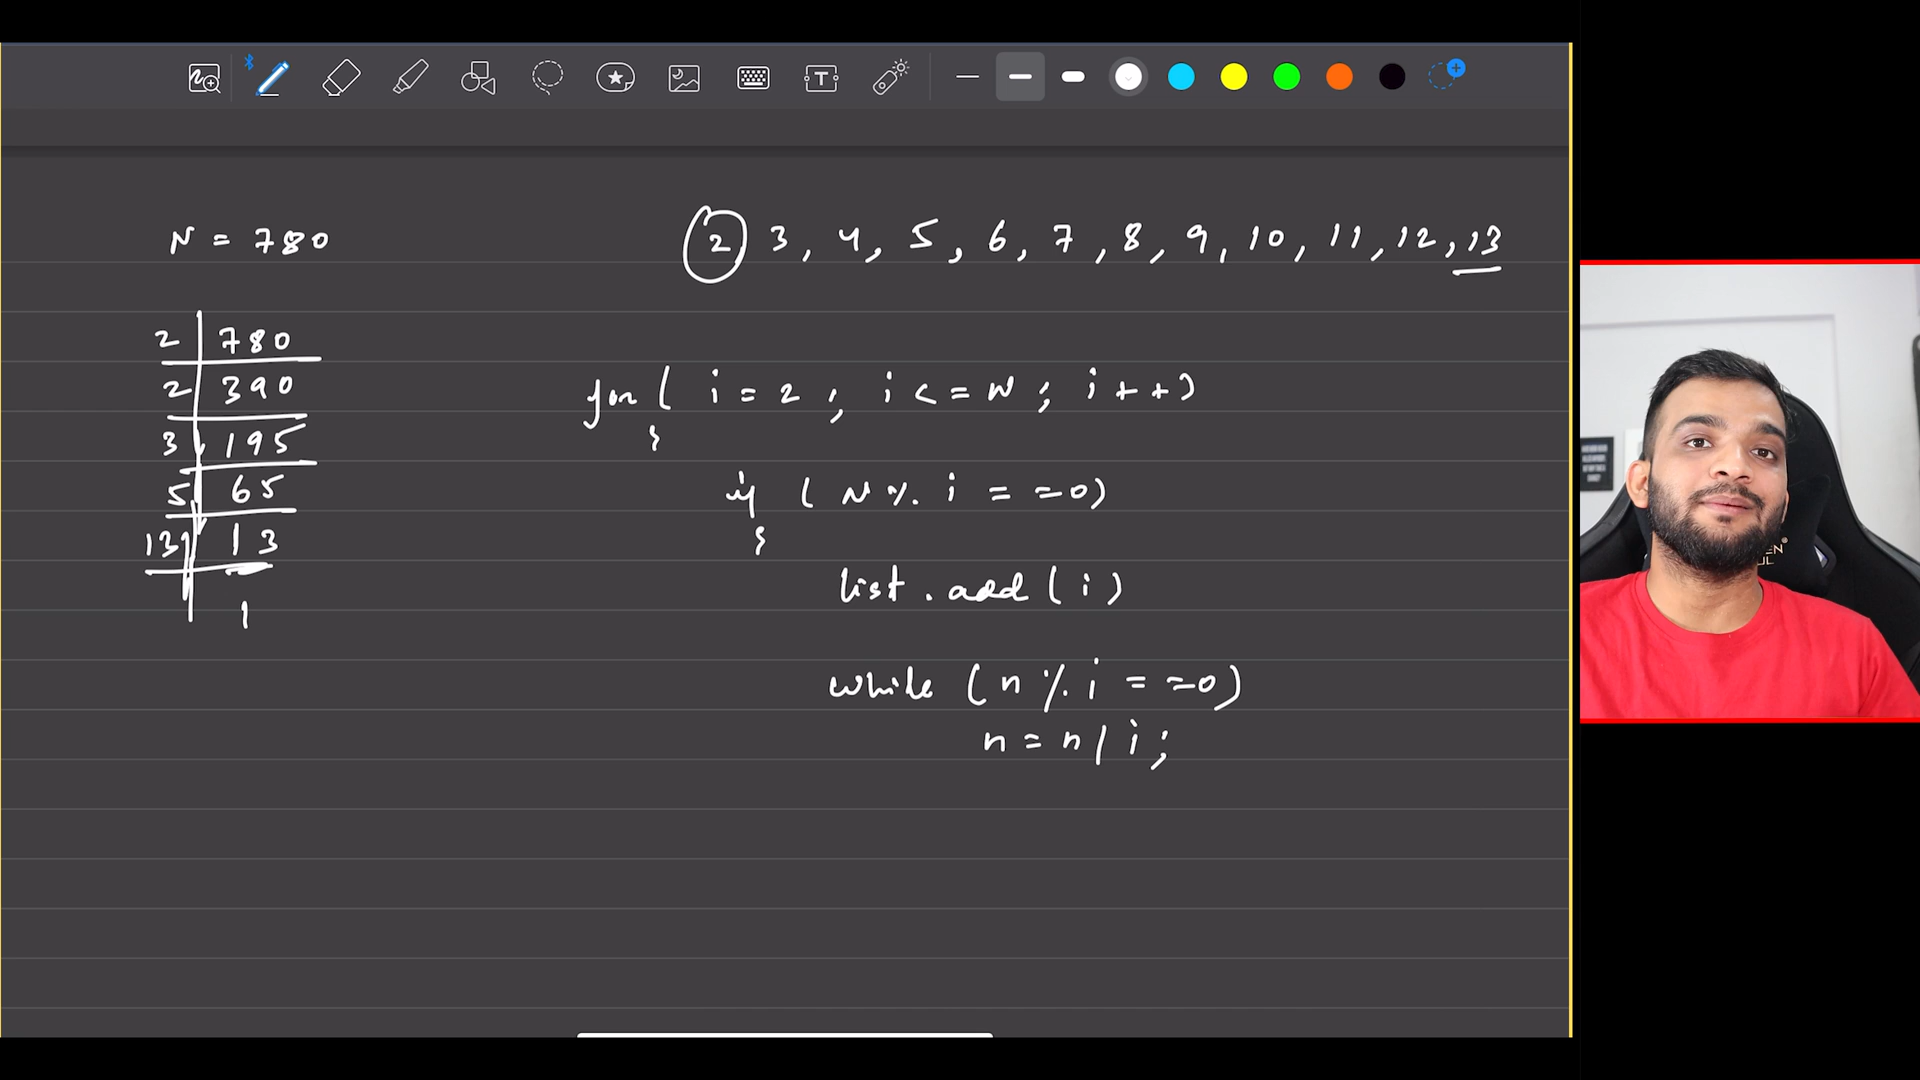 N = 780
2, 3, 4, 5, 6, 7, 8, 9, 10, 11, 12, 13
2 780
2 390
3 195
5 65
13 13
1
for ( i = 2 ; i <= N ; i++)
{
if ( N % i == 0)
{
list . add ( i )
while ( n % i == 0)
n = n / i ;